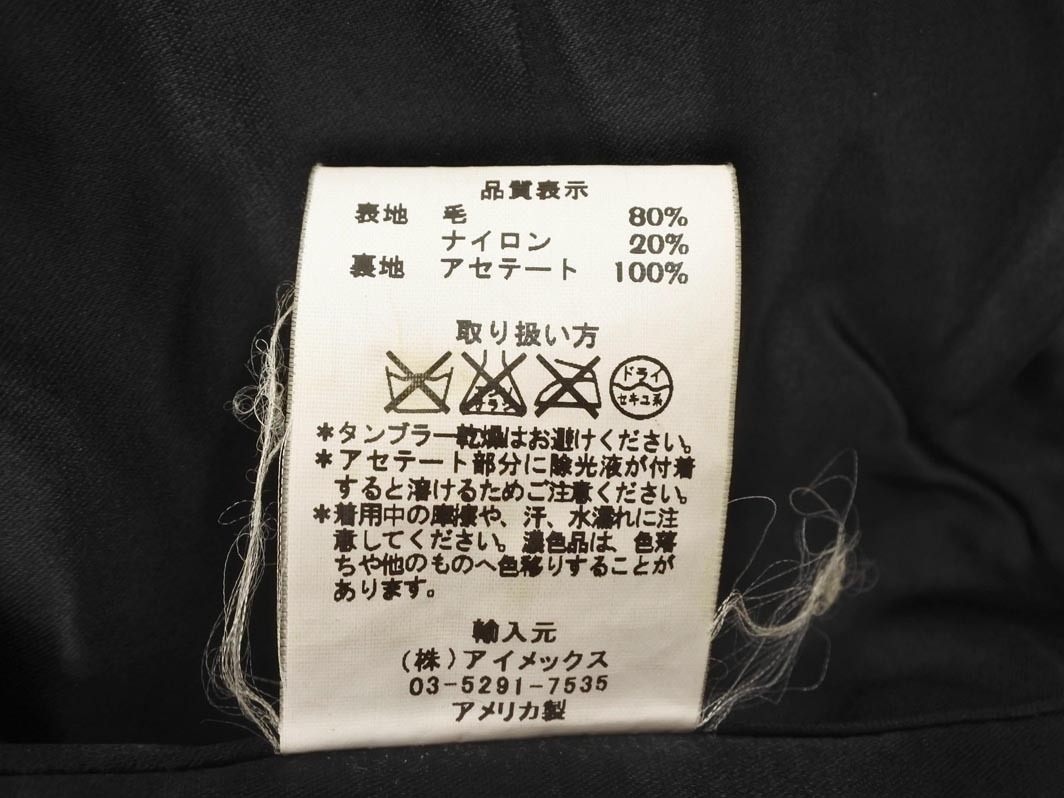 品質表示
表地 毛 80%
ナイロン 20%
裏地 アセテート 100%
取り扱い方
エンソ サラシ
ドライ
セキユ系
*タンブラー乾燥はお避けください。
*アセテート部分に除光液が付着
すると溶けるためご注意ください。
*着用中の摩擦や、汗、水濡れに注
意してください。濃色品は、色落
ちや他のものへ色移りすることが
あります。
輸入元
(株)アイメックス
03-5291-7535
アメリカ製